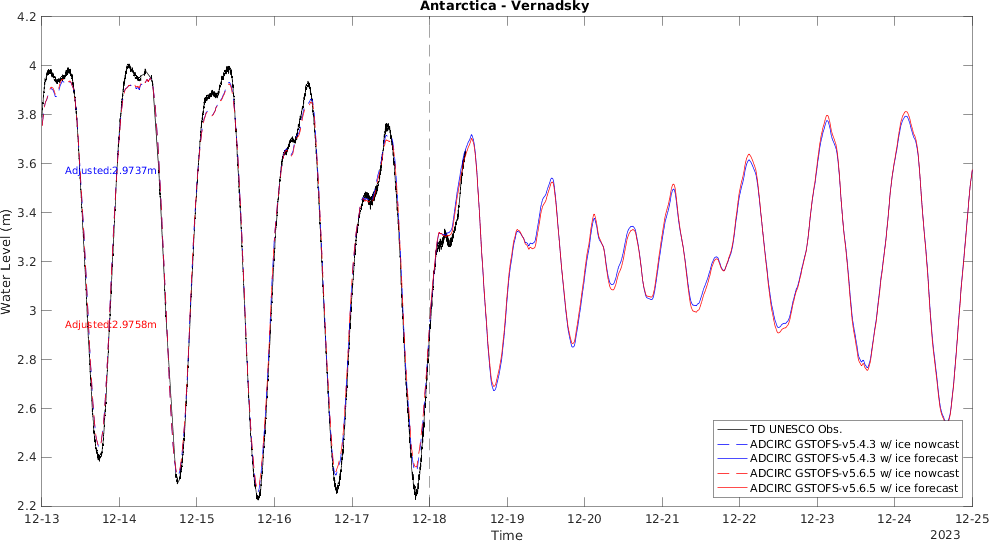 Antarctica - Vernadsky
4.2
4
3.8
3.6
3.4
3.2
3
2.8
2.6
2.4
2.2
Water Level (m)
Adjusted:2.9737m
Adjusted:2.9758m
TD UNESCO Obs.
ADCIRC GSTOFS-v5.4.3 w/ ice nowcast
ADCIRC GSTOFS-v5.4.3 w/ ice forecast
ADCIRC GSTOFS-v5.6.5 w/ ice nowcast
ADCIRC GSTOFS-v5.6.5 w/ ice forecast
12-13 12-14 12-15 12-16 12-17 12-18 12-19 12-20 12-21 12-22 12-23 12-24 12-25
Time
2023